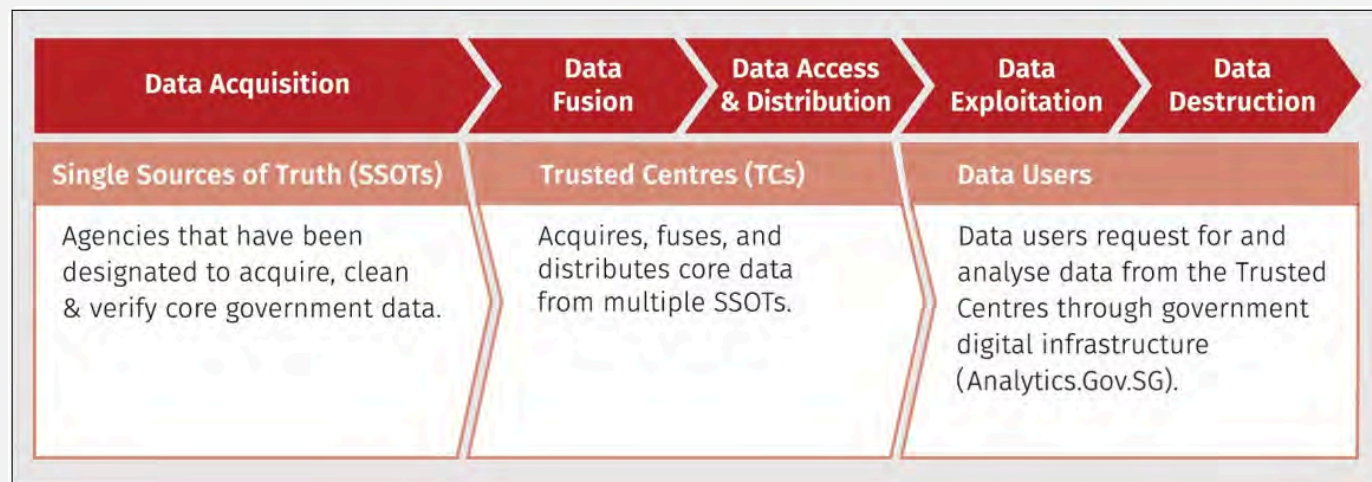 Data Acquisition
Data
Fusion
Data Access
& Distribution
Data
Exploitation
Data
Destruction
Single Sources of Truth (SSOTs)
Agencies that have been
designated to acquire, clean
& verify core government data.
Trusted Centres (TCs)
Acquires, fuses, and
distributes core data
from multiple SSOTs.
Data Users
Data users request for and
analyse data from the Trusted
Centres through government
digital infrastructure
(Analytics.Gov.SG).